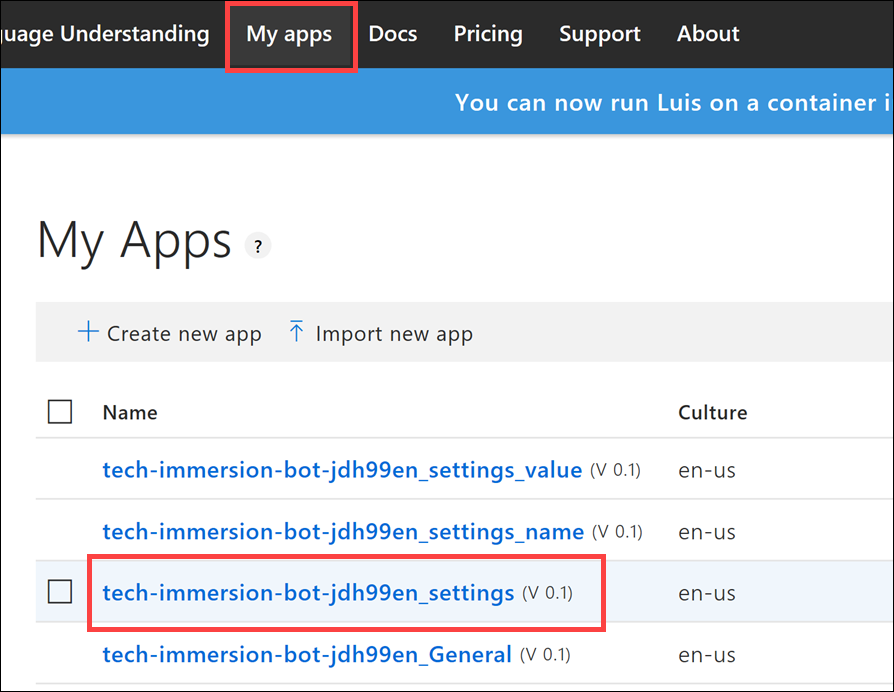 guage Understanding My apps Docs Pricing Support About
You can now run Luis on a container i
My Apps ?
Create new app Import new app
Name Culture
tech-immersion-bot-jdh99en_settings_value (V 0.1) en-us
tech-immersion-bot-jdh99en_settings_name (V 0.1) en-us
tech-immersion-bot-jdh99en_settings (V 0.1) en-us
tech-immersion-bot-jdh99en_General (V 0.1) en-us